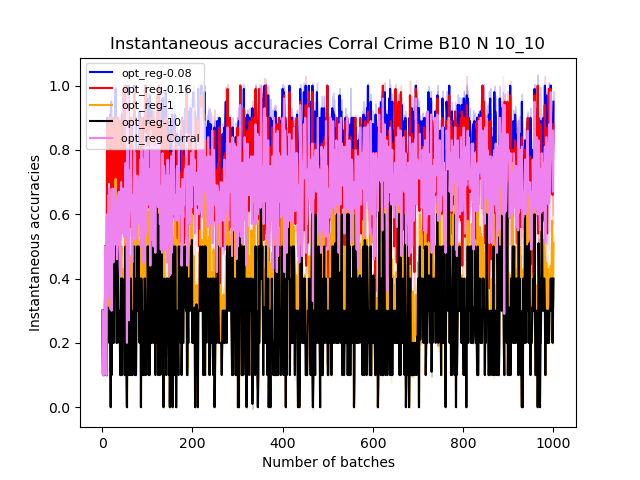 Instantaneous accuracies Corral Crime B10 N 10_10
opt_reg-0.08
opt_reg-0.16
opt_reg-1
opt_reg-10
opt_reg Corral
1.0
0.8
0.6
0.4
0.2
0.0
Instantaneous accuracies
0 200 400 600 800 1000
Number of batches